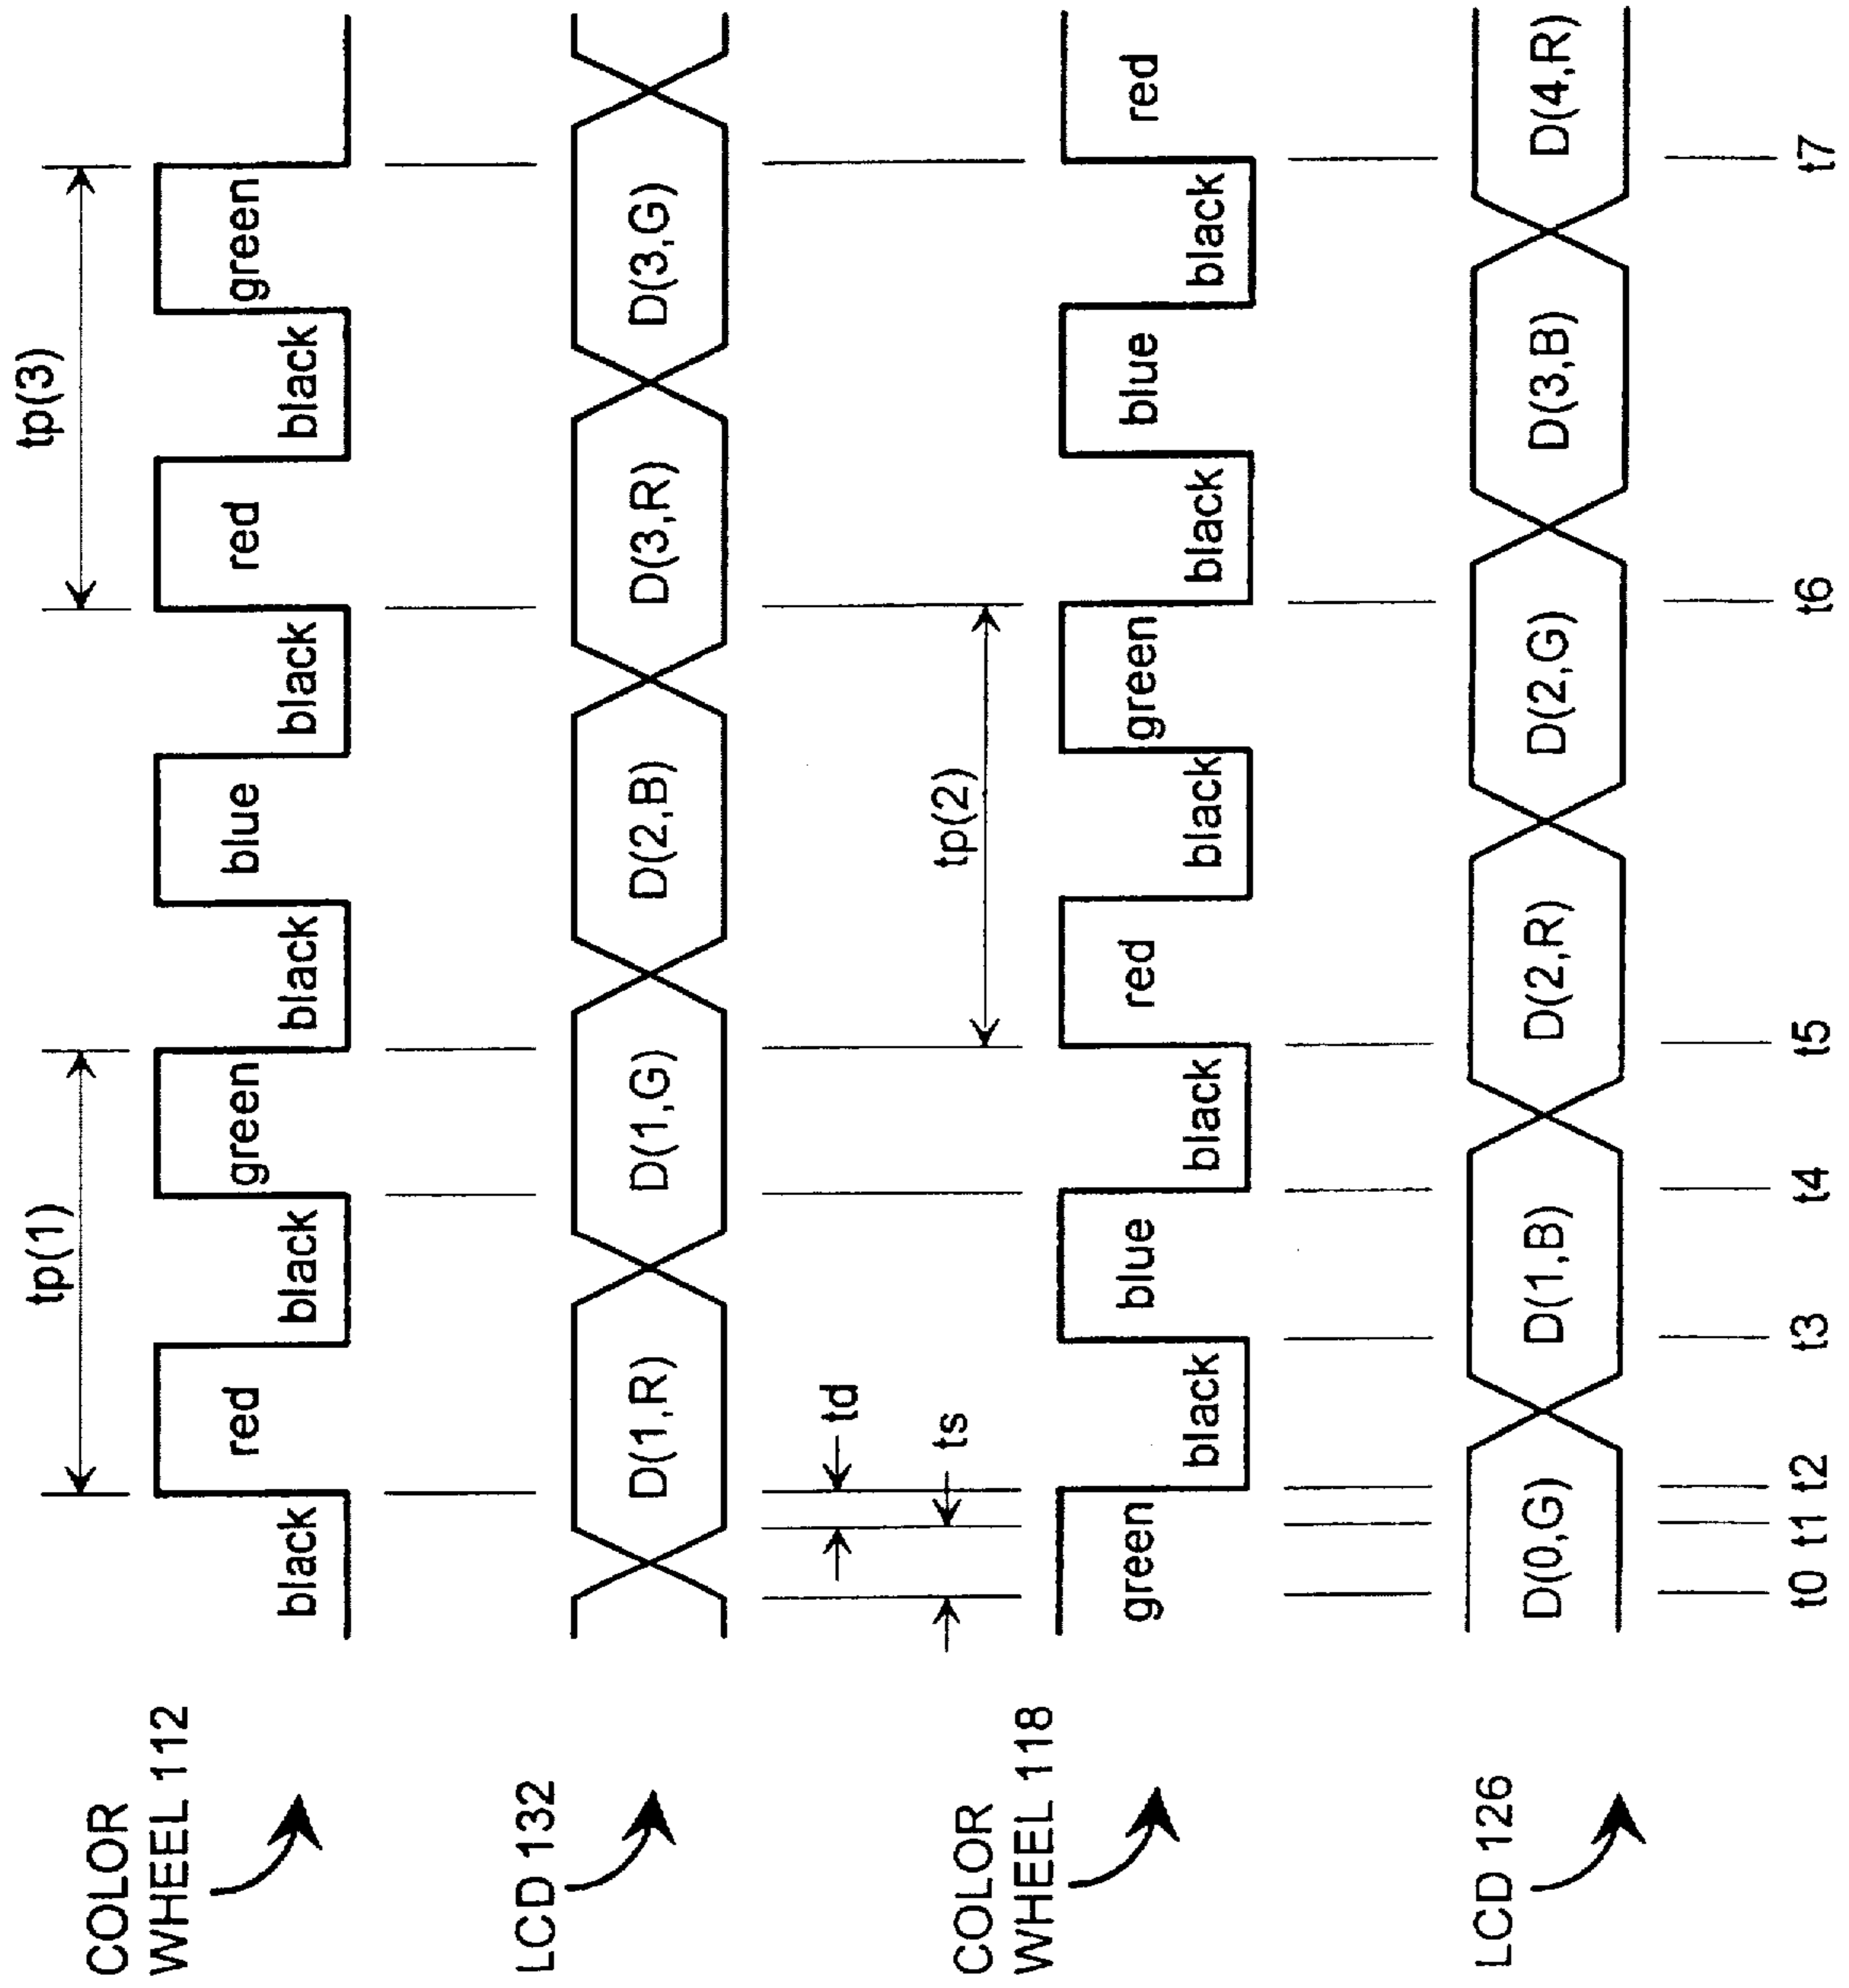 COLOR
WHEEL 112
tp(1)
tp(3)
black
red
black
green
black
blue
black
red
black
green
LCD 132
D(1,R)
D(1,G)
D(2,B)
D(3,R)
D(3,G)
td
ts
tp(2)
COLOR
WHEEL 118
green
black
blue
black
red
black
green
black
blue
black
red
LCD 126
D(0,G)
D(1,B)
D(2,R)
D(2,G)
D(3,B)
D(4,R)
t0 t1 t2 t3 t4 t5 t6 t7